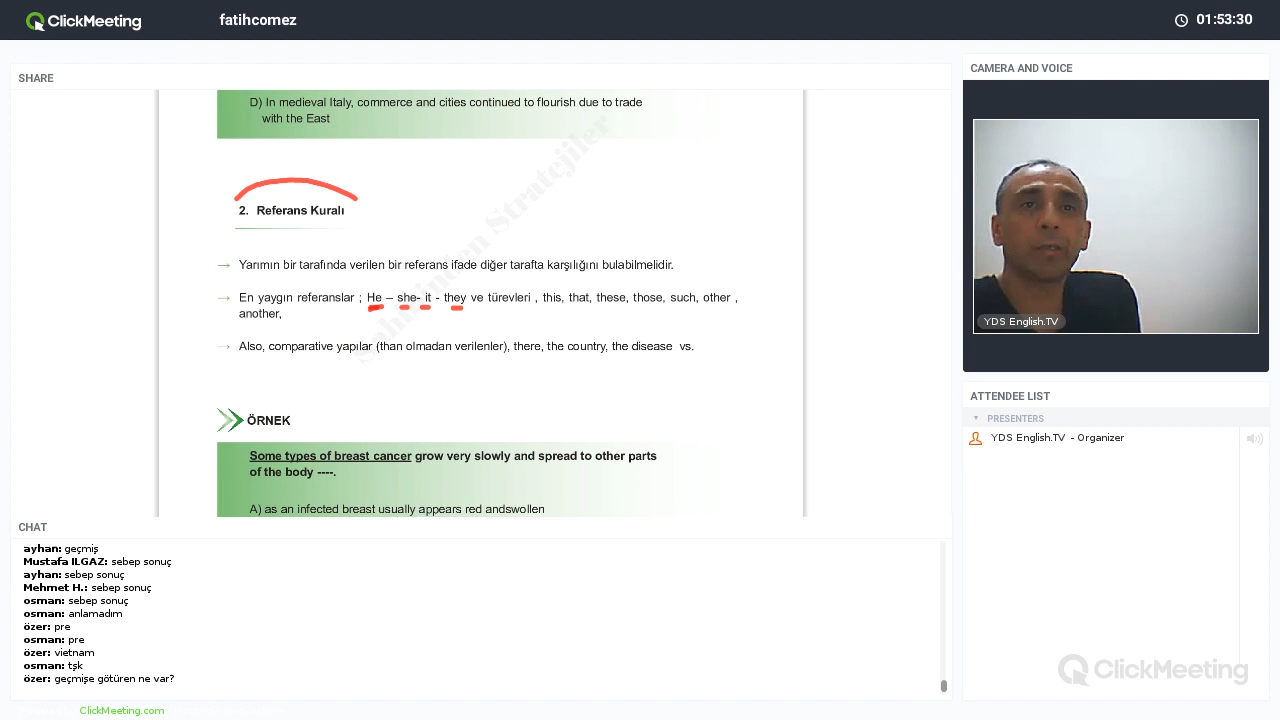 ClickMeeting
fatihcomez
01:53:30
SHARE
D) In medieval Italy, commerce and cities continued to flourish due to trade
with the East
2. Referans Kuralı
→ Yarımın bir tarafında verilen bir referans ifade diğer tarafta karşılığını bulabilmelidir.
→ En yaygın referanslar ; He – she- it - they ve türevleri , this, that, these, those, such, other ,
another,
→ Also, comparative yapılar (than olmadan verilenler), there, the country, the disease vs.
ÖRNEK
Some types of breast cancer grow very slowly and spread to other parts
of the body ----.
A) as an infected breast usually appears red andswollen
CHAT
ayhan: geçmiş
Mustafa ILGAZ: sebep sonuç
ayhan: sebep sonuç
Mehmet H.: sebep sonuç
osman: sebep sonuç
osman: anlamadım
özer: pre
osman: pre
özer: vietnam
osman: tşk
özer: geçmişe götüren ne var?
ClickMeeting.com
CAMERA AND VOICE
YDS English.TV
ATTENDEE LIST
PRESENTERS
YDS English.TV - Organizer
ClickMeeting